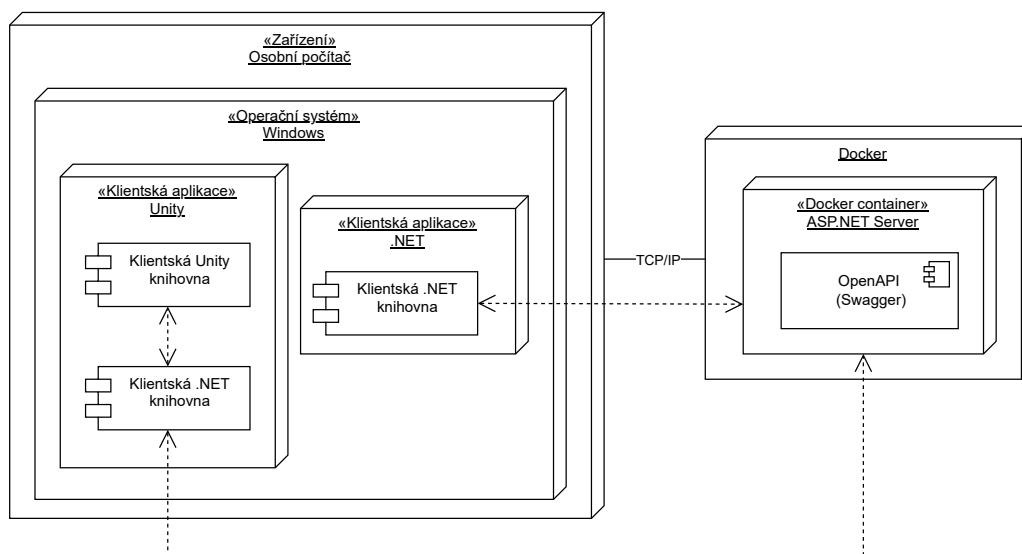 «Zařízení»
Osobní počítač
«Operační systém»
Windows
«Klientská aplikace»
Unity
Klientská Unity
knihovna
Klientská .NET
knihovna
«Klientská aplikace»
.NET
Klientská .NET
knihovna
TCP/IP
Docker
«Docker container»
ASP.NET Server
OpenAPI
(Swagger)